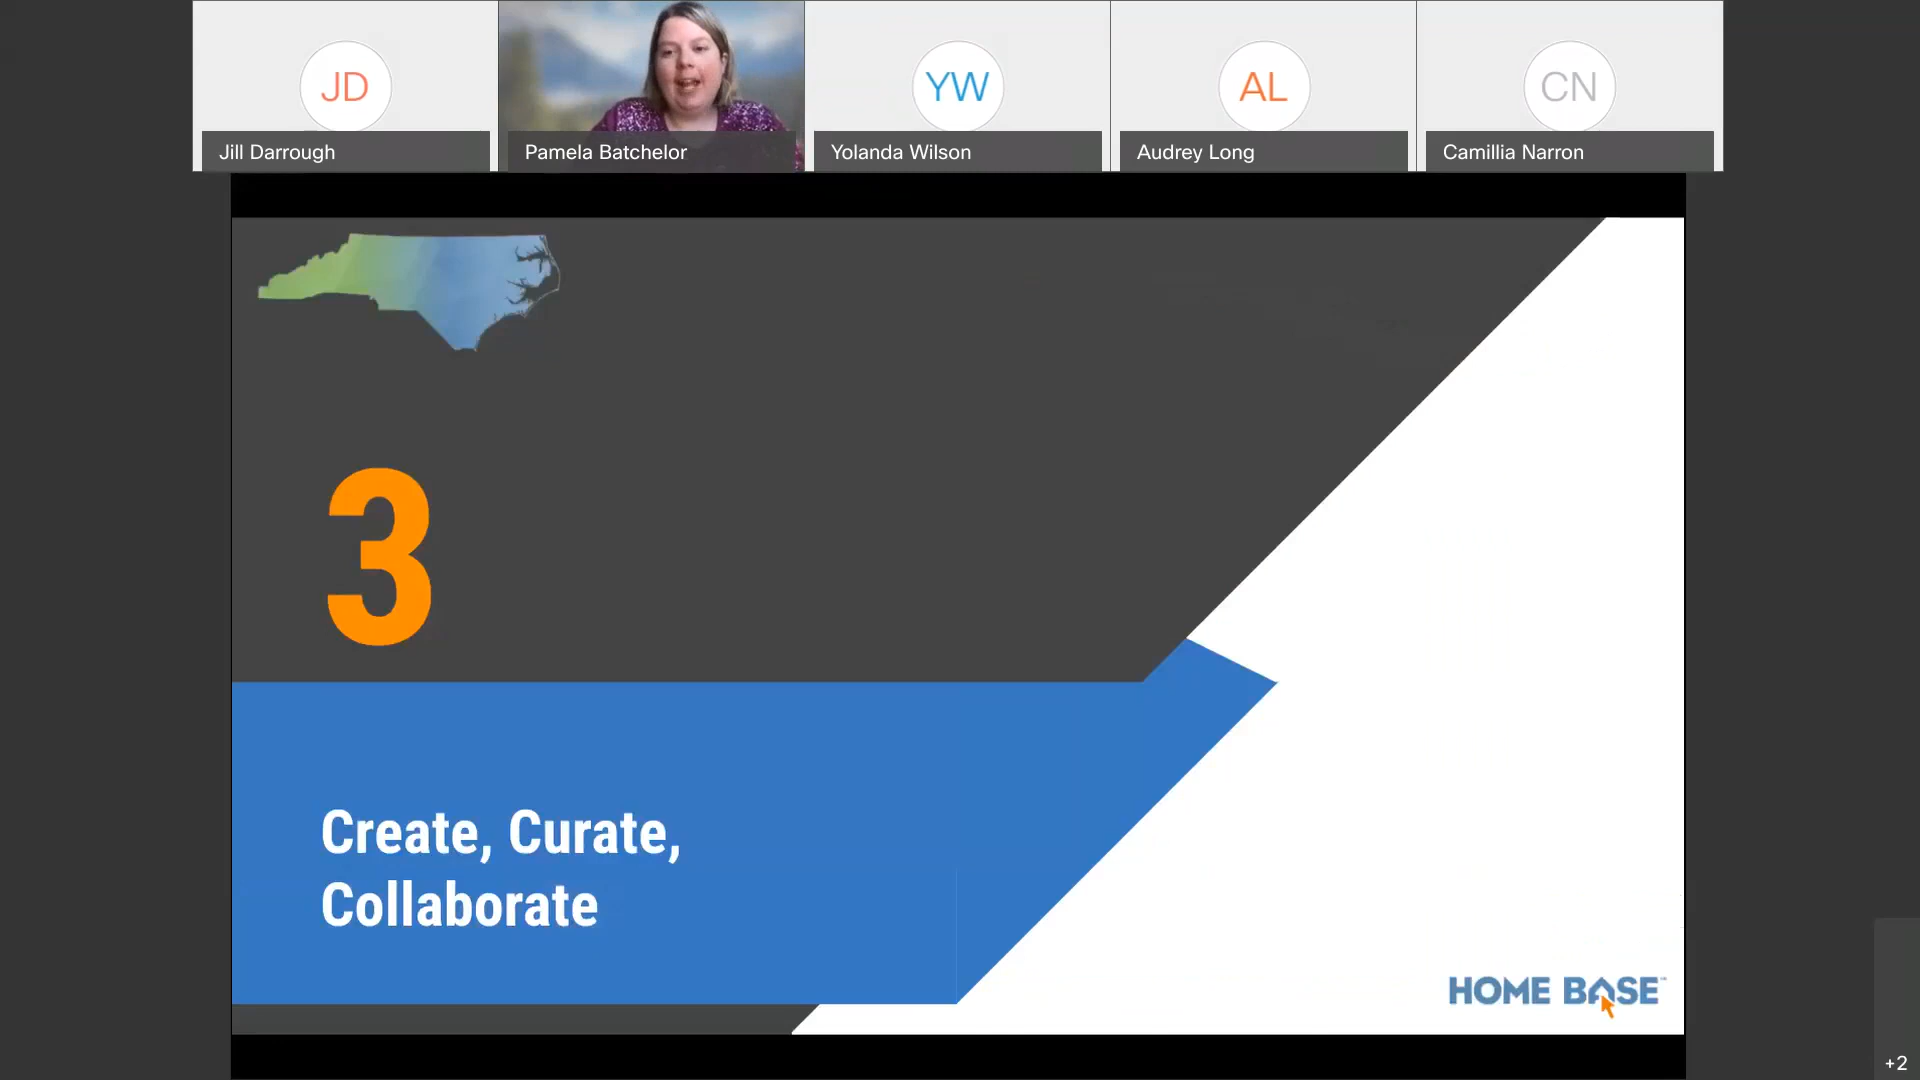 JD
YW
AL
CN
Jill Darrough
Pamela Batchelor
Yolanda Wilson
Audrey Long
Camillia Narron
3
Create, Curate,
Collaborate
HOME BASE™
+2